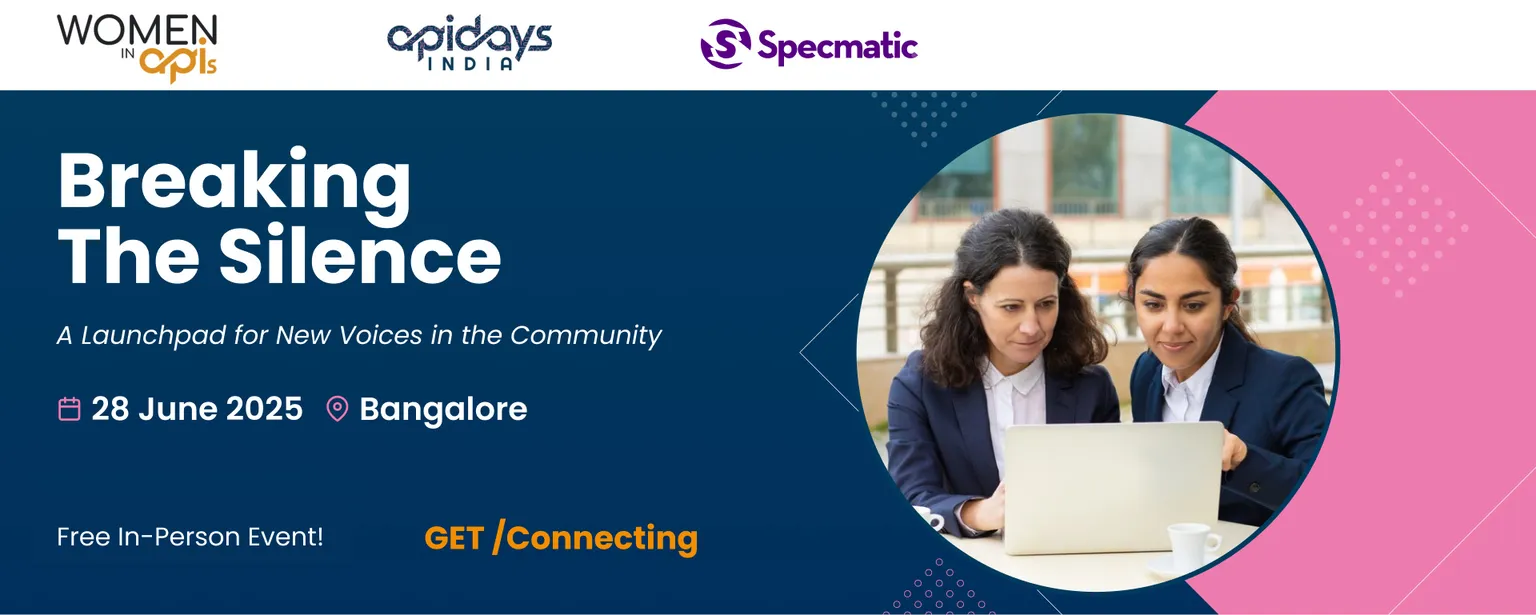 WOMEN
IN apis
apidays
INDIA
Specmatic
Breaking
The Silence
A Launchpad for New Voices in the Community
28 June 2025 Bangalore
Free In-Person Event! GET /Connecting